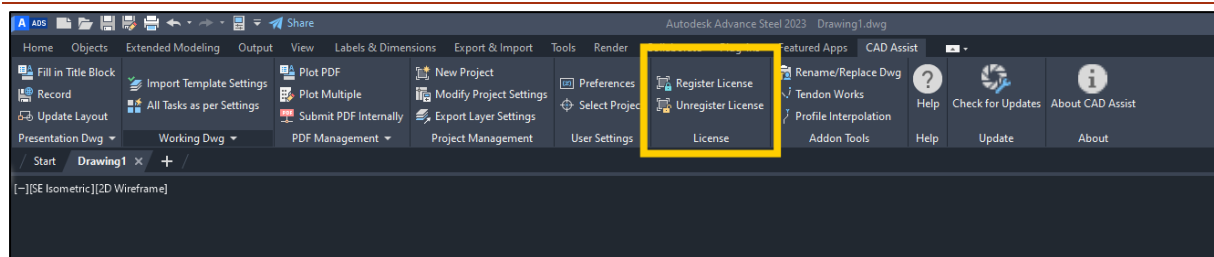 A ADS Share Autodesk Advance Steel 2023 Drawing1.dwg
Home Objects Extended Modeling Output View Labels & Dimensions Export & Import Tools Render Featured Apps CAD Assist
Fill in Title Block Import Template Settings Plot PDF New Project Preferences Register License Rename/Replace Dwg
Record All Tasks as per Settings Plot Multiple Modify Project Settings Select Projec Unregister License Tendon Works Help Check for Updates About CAD Assist
Update Layout Submit PDF Internally Export Layer Settings Profile Interpolation
Presentation Dwg Working Dwg PDF Management Project Management User Settings License Addon Tools Help Update About
Start Drawing1 × +
[−][SE Isometric][2D Wireframe]